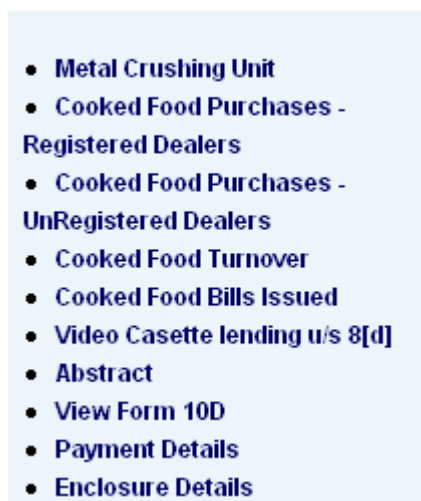 • Metal Crushing Unit
• Cooked Food Purchases -
Registered Dealers
• Cooked Food Purchases -
UnRegistered Dealers
• Cooked Food Turnover
• Cooked Food Bills Issued
• Video Casette lending u/s 8[d]
• Abstract
• View Form 10D
• Payment Details
• Enclosure Details